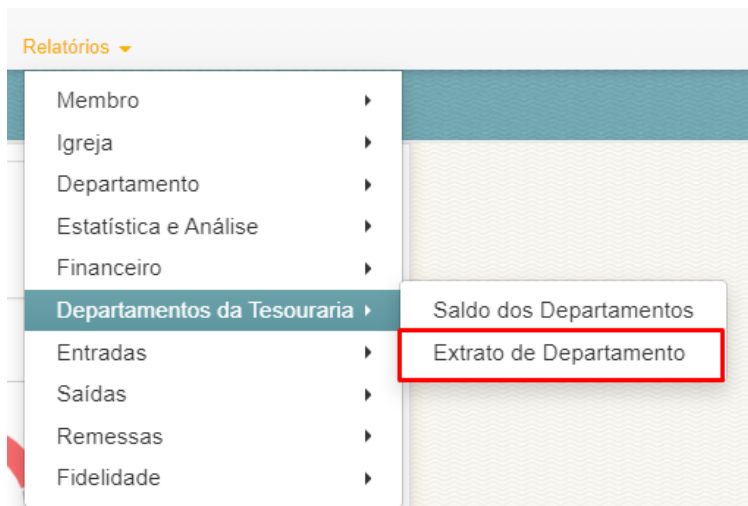 Relatórios
Membro
Igreja
Departamento
Estatística e Análise
Financeiro
Departamentos da Tesouraria
Saldo dos Departamentos
Extrato de Departamento
Entradas
Saídas
Remessas
Fidelidade